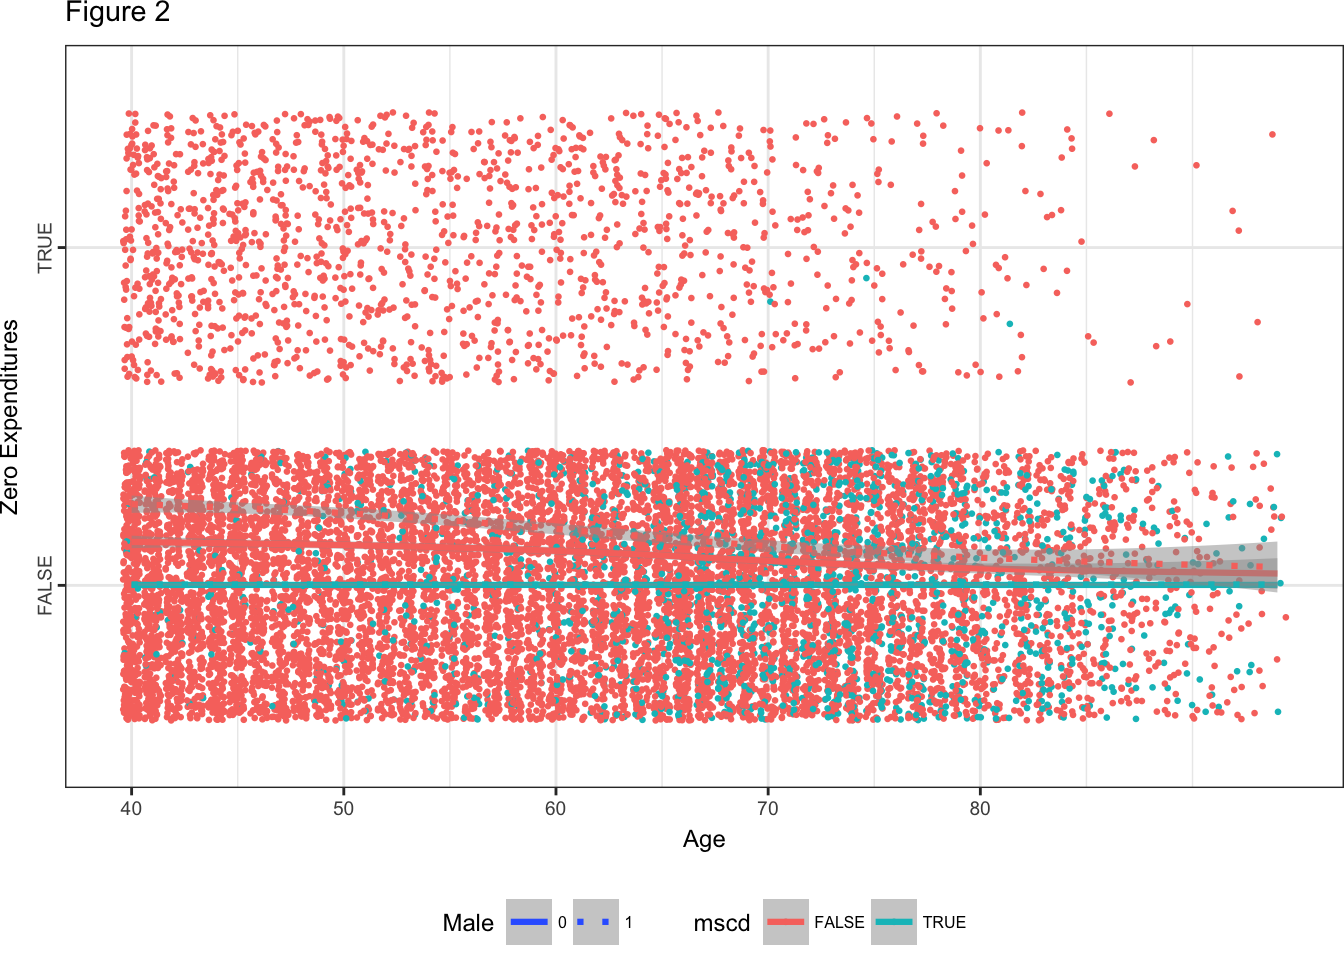 Figure 2
Zero Expenditures
TRUE
FALSE
40 50 60 70 80
Age
Male 0 1 mscd FALSE TRUE